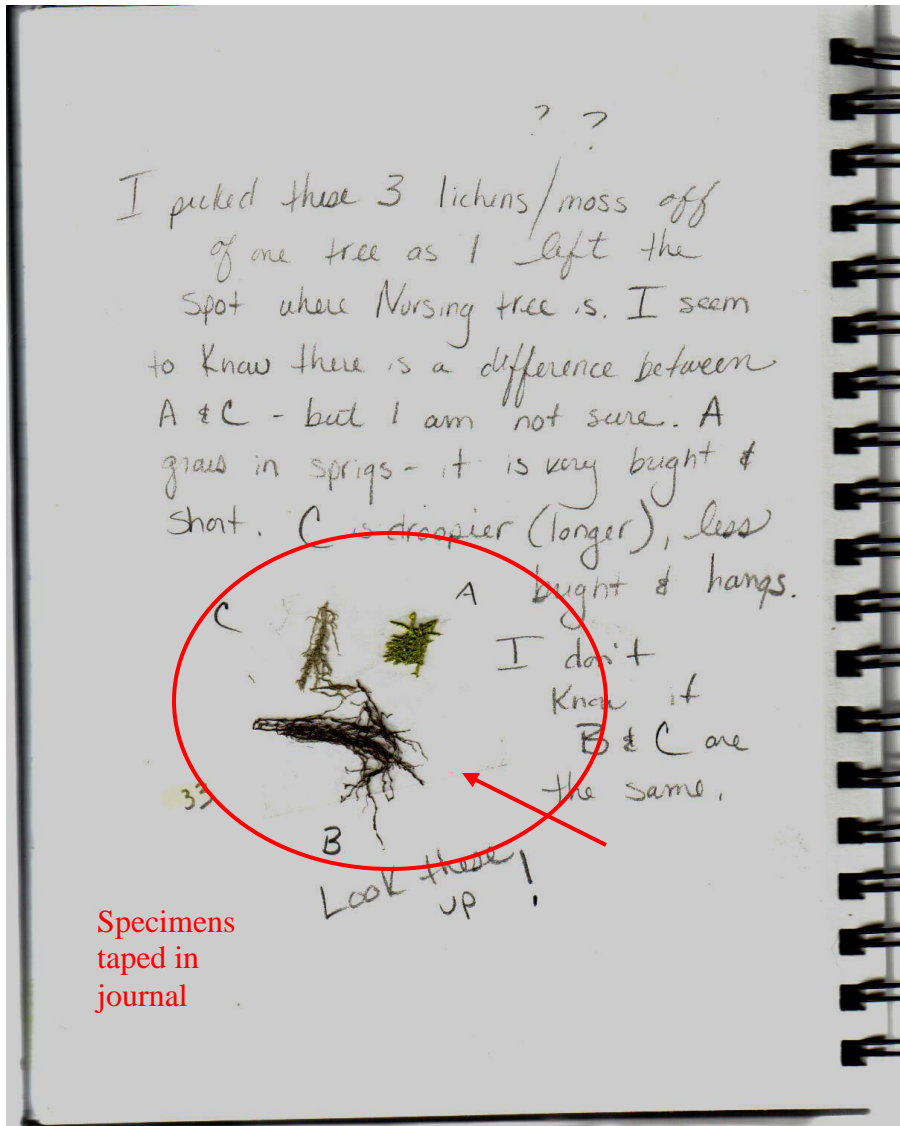 ? ?
I picked these 3 lichens/moss off
of one tree as I left the
spot where Nursing tree is. I seem
to Know there is a difference between
A & C - but I am not sure. A
grows in sprigs - it is very bright &
short. C is droopier (longer), less
bright & hangs.
C
A
I don't
Know if
B & C are
the same.
33
B
Look these
up!
Specimens
taped in
journal